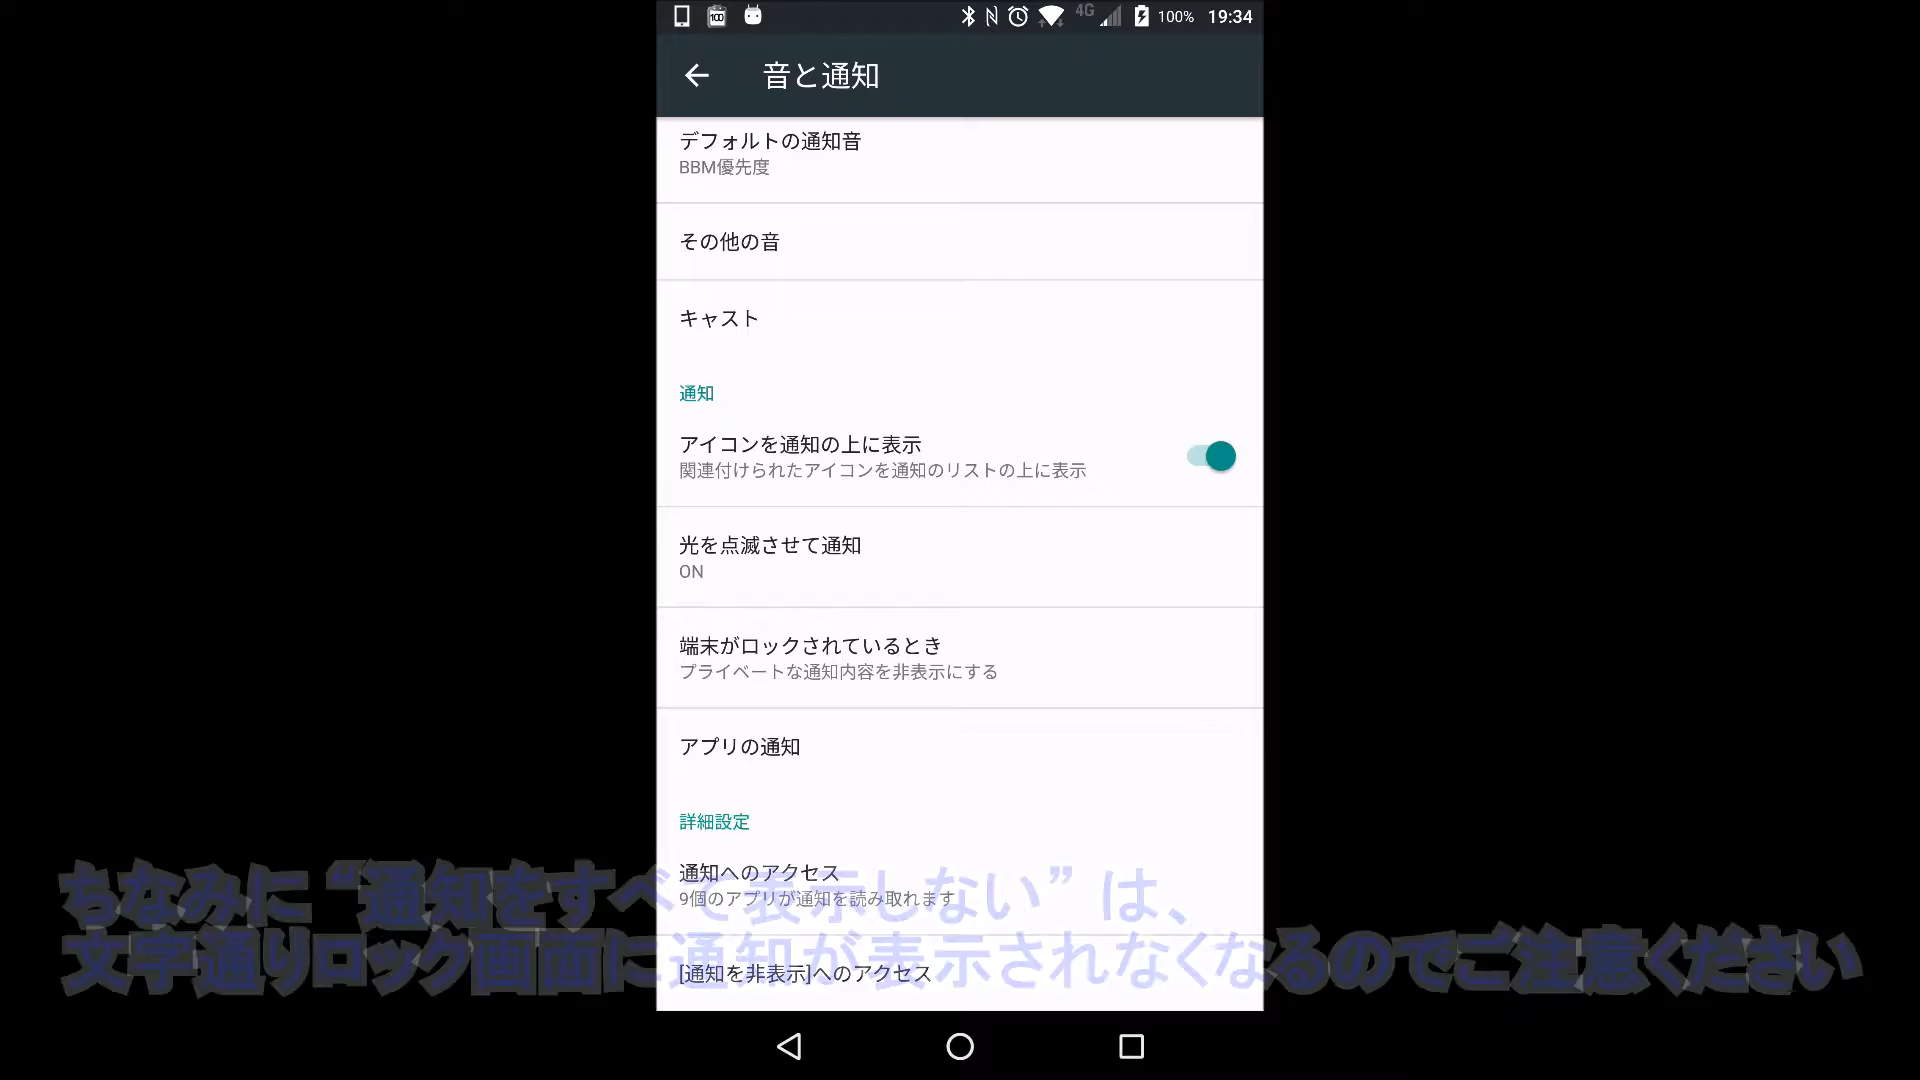 100
4G
100%
19:34
音と通知
デフォルトの通知音
BBM優先度
その他の音
キャスト
通知
アイコンを通知の上に表示
関連付けられたアイコンを通知のリストの上に表示
光を点滅させて通知
ON
端末がロックされているとき
プライベートな通知内容を非表示にする
アプリの通知
詳細設定
通知へのアクセス
9個のアプリが通知を読み取れます
[通知を非表示]へのアクセス
ちなみに“通知をすべて表示しない”は、
文字通りロック画面に通知が表示されなくなるのでご注意ください